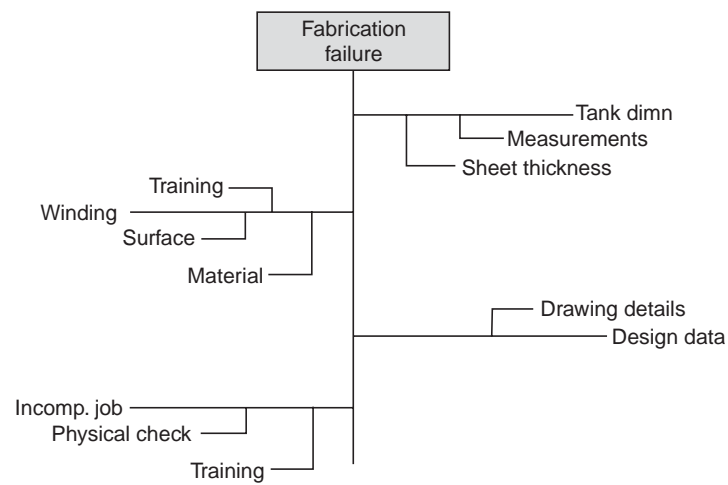 Fabrication
failure
Tank dimn
Measurements
Sheet thickness
Training
Winding
Surface
Material
Drawing details
Design data
Incomp. job
Physical check
Training